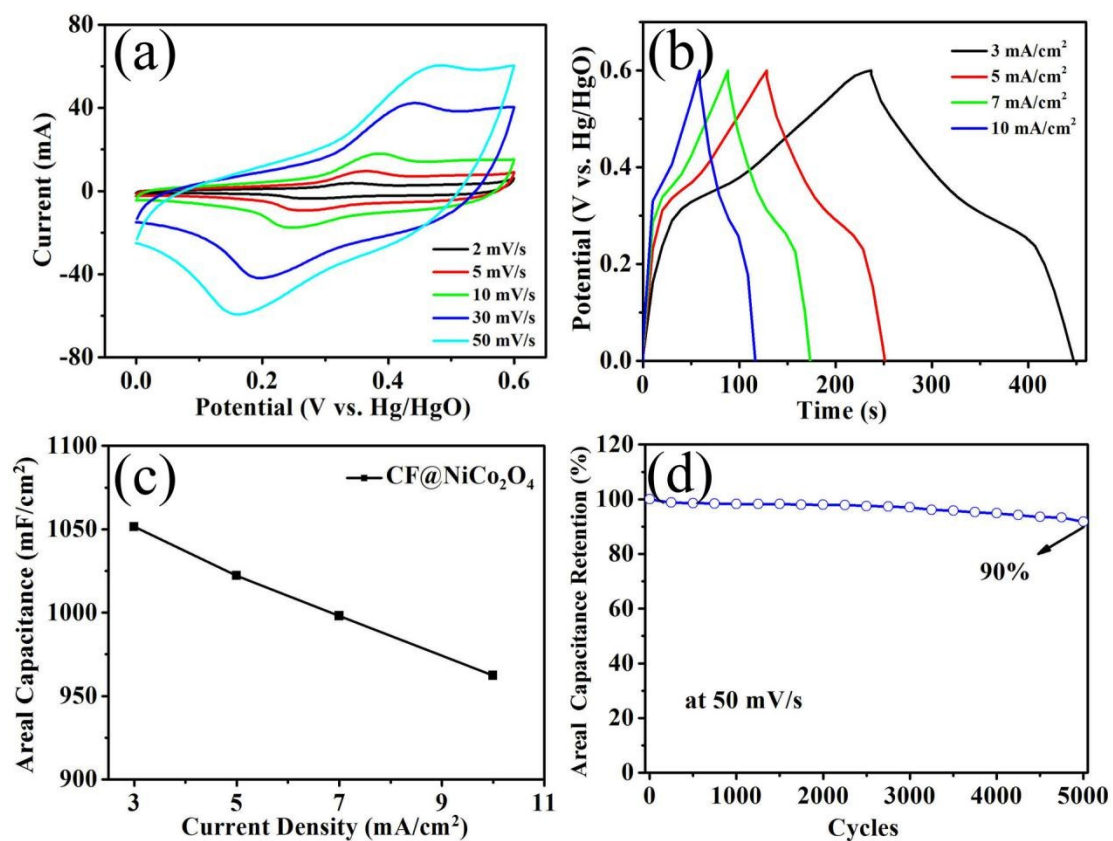 (a)
80
40
0
-40
-80
Current (mA)
2 mV/s
5 mV/s
10 mV/s
30 mV/s
50 mV/s
0.0 0.2 0.4 0.6
Potential (V vs. Hg/HgO)
(b)
0.6
0.4
0.2
0.0
Potential (V vs. Hg/HgO)
3 mA/cm²
5 mA/cm²
7 mA/cm²
10 mA/cm²
0 100 200 300 400
Time (s)
(c)
1100
1050
1000
950
900
Areal Capacitance (mF/cm²)
CF@NiCo₂O₄
3 5 7 9 11
Current Density (mA/cm²)
(d)
120
100
80
60
40
20
0
Areal Capacitance Retention (%)
90%
at 50 mV/s
0 1000 2000 3000 4000 5000
Cycles